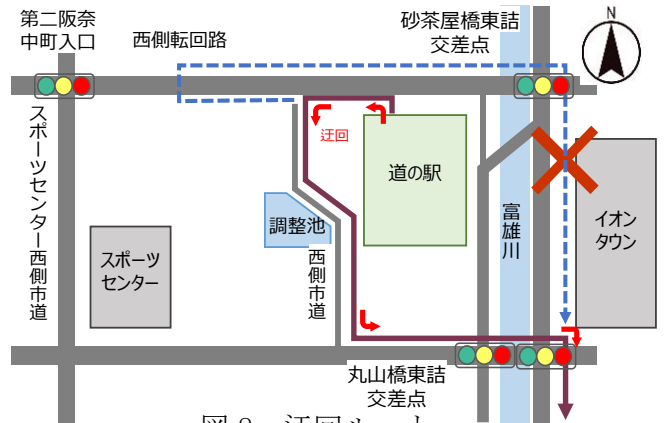 第二阪奈
中町入口
西側転回路
砂茶屋橋東詰
交差点
N
迂回
道の駅
スポーツセンター西側市道
調整池
富雄川
イオン
タウン
スポーツ
センター
西側市道
丸山橋東詰
交差点